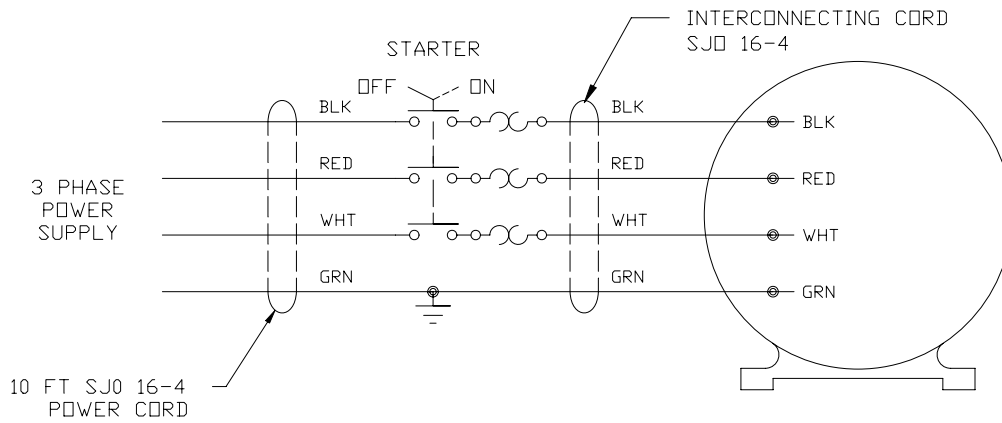 INTERCONNECTING CORD
SJO 16-4
STARTER
OFF ON
BLK BLK BLK
RED RED RED
3 PHASE
POWER
SUPPLY
WHT WHT WHT
GRN GRN GRN
10 FT SJO 16-4
POWER CORD